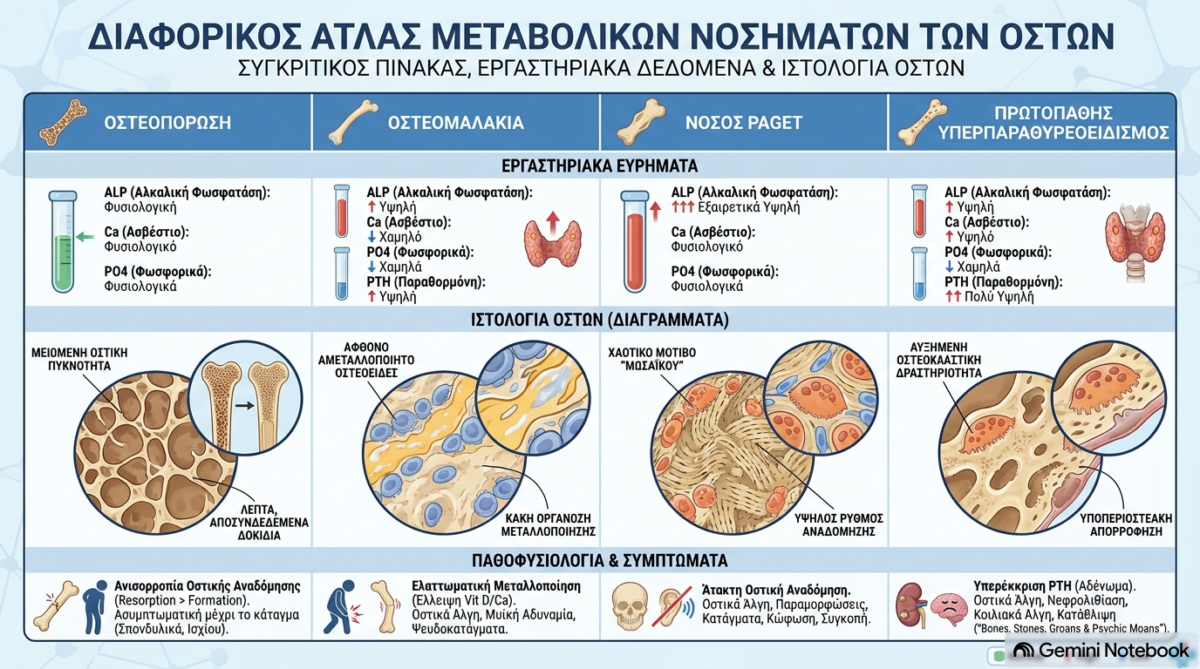 ΔΙΑΦΟΡΙΚΟΣ ΑΤΛΑΣ ΜΕΤΑΒΟΛΙΚΩΝ ΝΟΣΗΜΑΤΩΝ ΤΩΝ ΟΣΤΩΝ
ΣΥΓΚΡΙΤΙΚΟΣ ΠΙΝΑΚΑΣ, ΕΡΓΑΣΤΗΡΙΑΚΑ ΔΕΔΟΜΕΝΑ & ΙΣΤΟΛΟΓΙΑ ΟΣΤΩΝ
ΟΣΤΕΟΠΟΡΩΣΗ
ΟΣΤΕΟΜΑΛΑΚΙΑ
ΝΟΣΟΣ PAGET
ΠΡΩΤΟΠΑΘΗΣ
ΥΠΕΡΠΑΡΑΘΥΡΕΟΕΙΔΙΣΜΟΣ
ΕΡΓΑΣΤΗΡΙΑΚΑ ΕΥΡΗΜΑΤΑ
ALP (Αλκαλική Φωσφατάση):
Φυσιολογική
Ca (Ασβέστιο):
Φυσιολογικό
PO4 (Φωσφορικά):
Φυσιολογικά
ALP (Αλκαλική Φωσφατάση):
↑ Υψηλή
Ca (Ασβέστιο):
↓ Χαμηλό
PO4 (Φωσφορικά):
↓ Χαμηλά
PTH (Παραθορμόνη):
↑ Υψηλή
ALP (Αλκαλική Φωσφατάση):
↑↑↑ Εξαιρετικά Υψηλή
Ca (Ασβέστιο):
Φυσιολογικό
PO4 (Φωσφορικά):
Φυσιολογικά
ALP (Αλκαλική Φωσφατάση):
↑ Υψηλή
Ca (Ασβέστιο):
↑ Υψηλό
PO4 (Φωσφορικά):
↓ Χαμηλά
PTH (Παραθορμόνη):
↑↑ Πολύ Υψηλή
ΙΣΤΟΛΟΓΙΑ ΟΣΤΩΝ (ΔΙΑΓΡΑΜΜΑΤΑ)
ΜΕΙΩΜΕΝΗ ΟΣΤΙΚΗ
ΠΥΚΝΟΤΗΤΑ
ΛΕΠΤΑ,
ΑΠΟΣΥΝΔΕΔΕΜΕΝΑ
ΔΟΚΙΔΙΑ
ΑΦΘΟΝΟ
ΑΜΕΤΑΛΛΟΠΟΙΗΤΟ
ΟΣΤΕΟΕΙΔΕΣ
ΚΑΚΗ ΟΡΓΑΝΩΣΗ
ΜΕΤΑΛΛΟΠΟΙΗΣΗΣ
ΧΑΟΤΙΚΟ ΜΟΤΙΒΟ
"ΜΩΣΑΪΚΟΥ"
ΥΨΗΛΟΣ ΡΥΘΜΟΣ
ΑΝΑΔΟΜΗΣΗΣ
ΑΥΞΗΜΕΝΗ
ΟΣΤΕΟΚΛΑΣΤΙΚΗ
ΔΡΑΣΤΗΡΙΟΤΗΤΑ
ΥΠΟΠΕΡΙΟΣΤΕΑΚΗ
ΑΠΟΡΡΟΦΗΣΗ
ΠΑΘΟΦΥΣΙΟΛΟΓΙΑ & ΣΥΜΠΤΩΜΑΤΑ
Ανισορροπία Οστικής Αναδόμησης
(Resorption > Formation).
Ασυμπτωματική μέχρι το κάταγμα
(Σπονδυλικά, Ισχίου).
Ελαττωματική Μεταλλοποίηση
(Έλλειψη Vit D/Ca).
Οστικά Άλγη, Μυϊκή Αδυναμία,
Ψευδοκατάγματα.
Άτακτη Οστική Αναδόμηση.
Οστικά Άλγη, Παραμορφώσεις,
Κατάγματα, Κώφωση, Συγκοπή.
Υπερέκκριση PTH (Αδένωμα).
Οστικά Άλγη, Νεφρολιθίαση,
Κοιλιακά Άλγη, Κατάθλιψη
("Bones, Stones, Groans & Psychic Moans").
Gemini Notebook